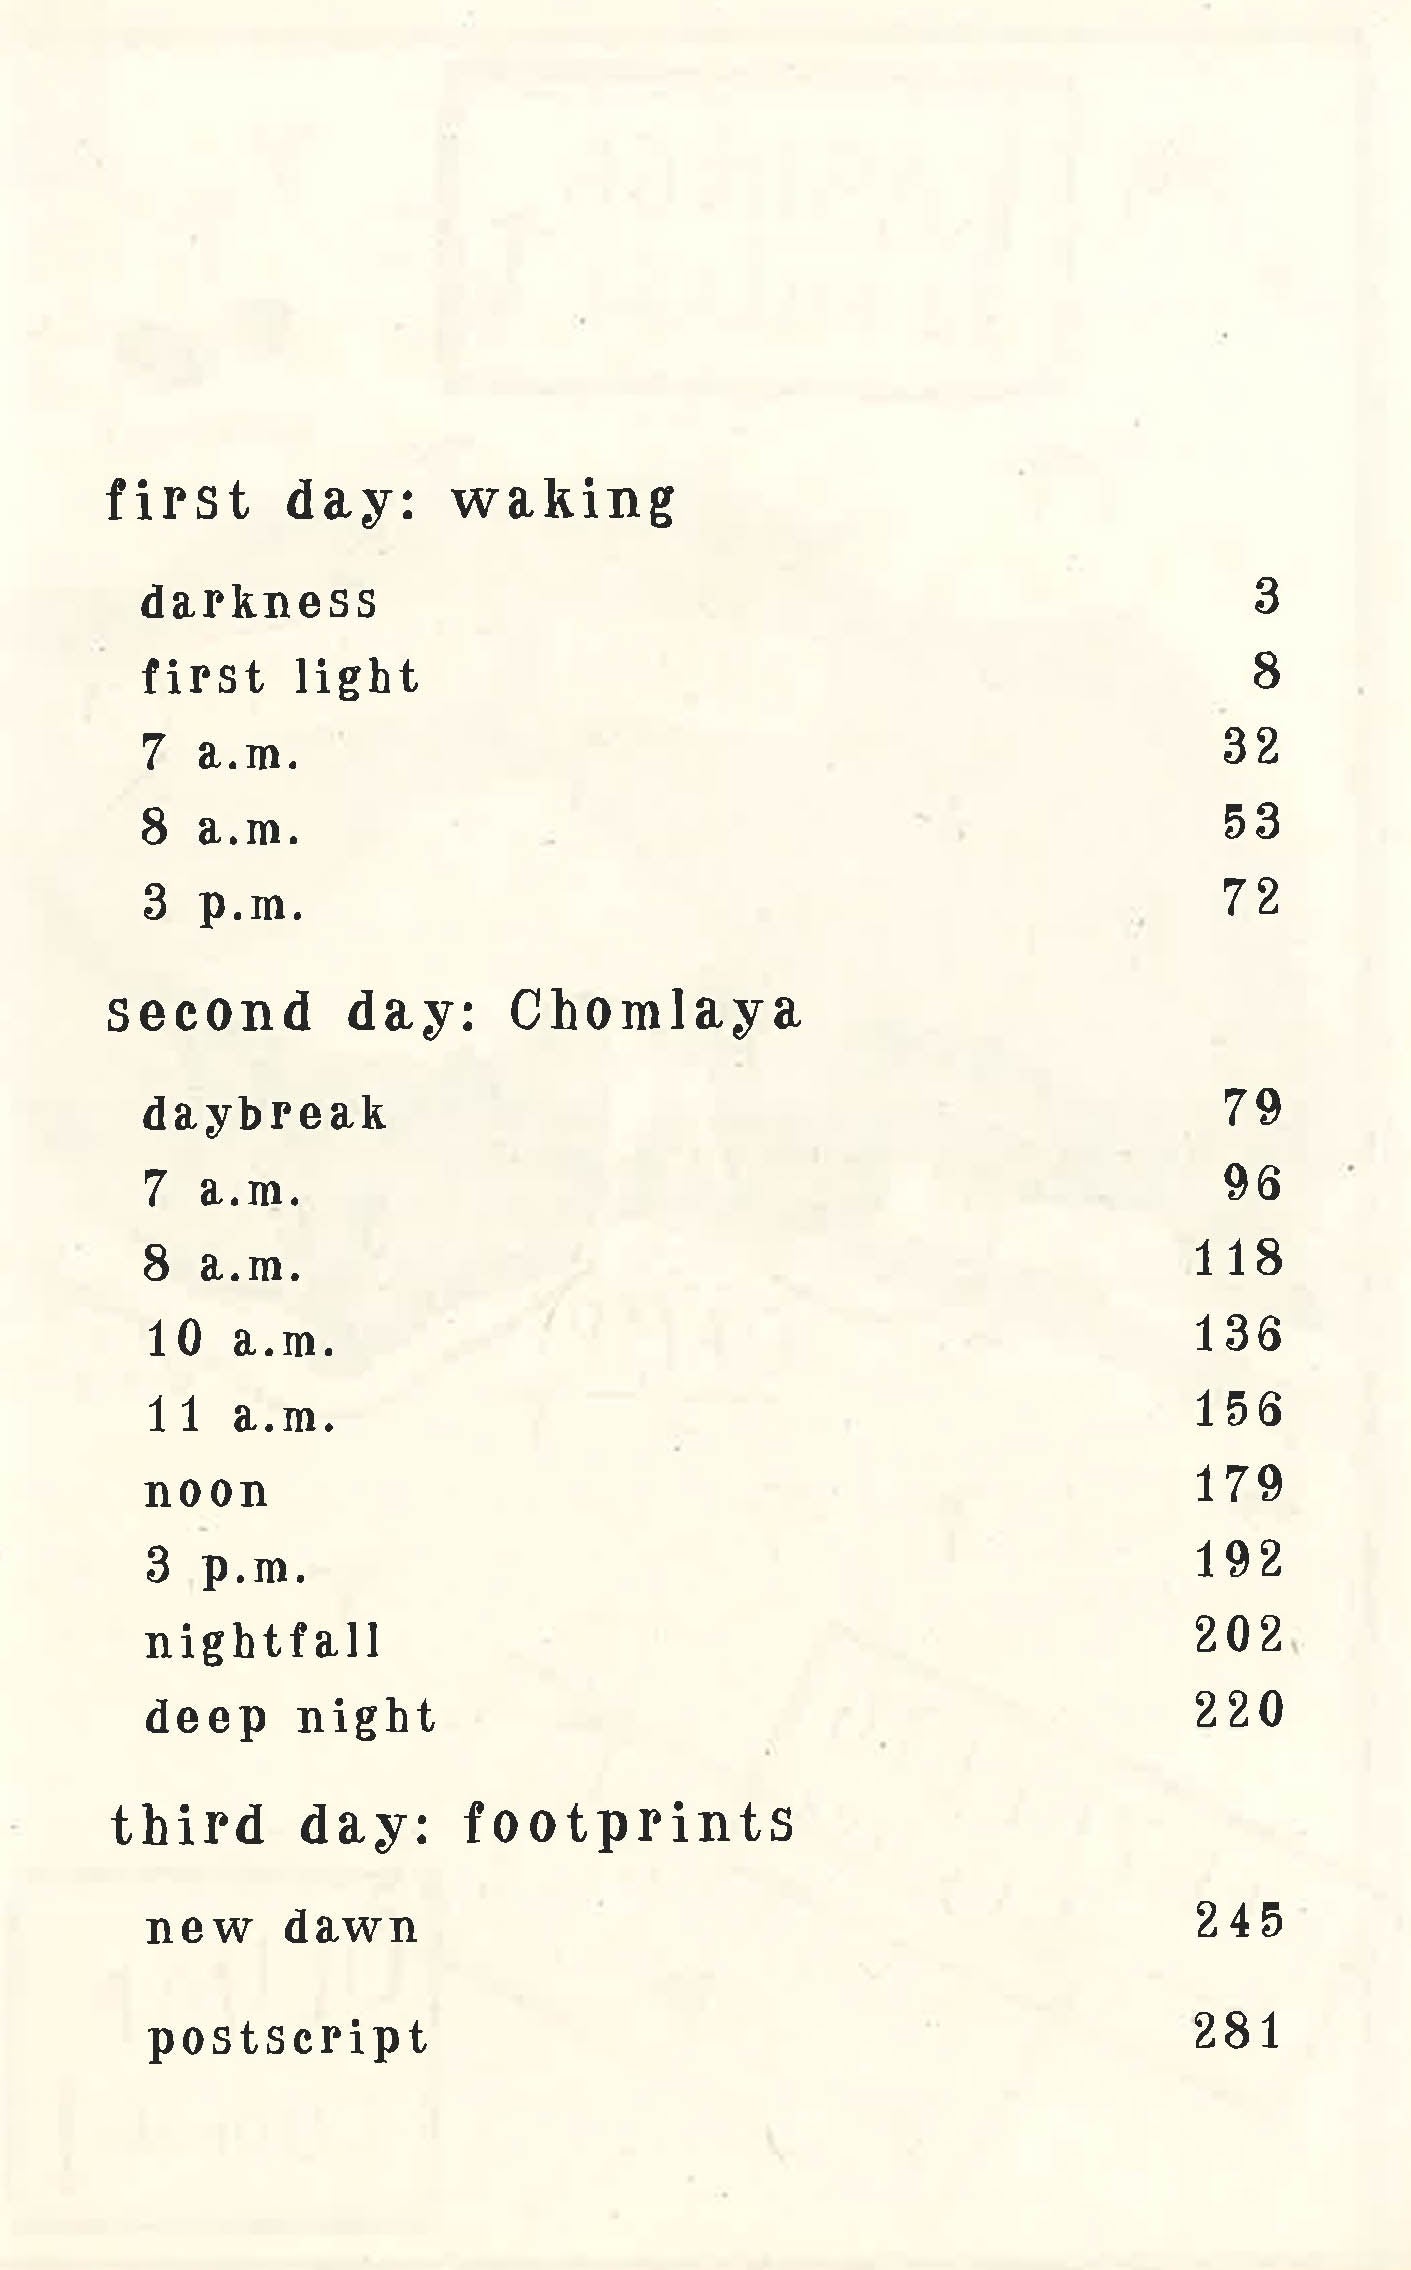 first day: waking
darkness 3
first light 8
7 a.m. 32
8 a.m. 53
3 p.m. 72
second day: Chomlaya
daybreak 79
7 a.m. 96
8 a.m. 118
10 a.m. 136
11 a.m. 156
noon 179
3 p.m. 192
nightfall 202
deep night 220
third day: footprints
new dawn 245
postscript 281